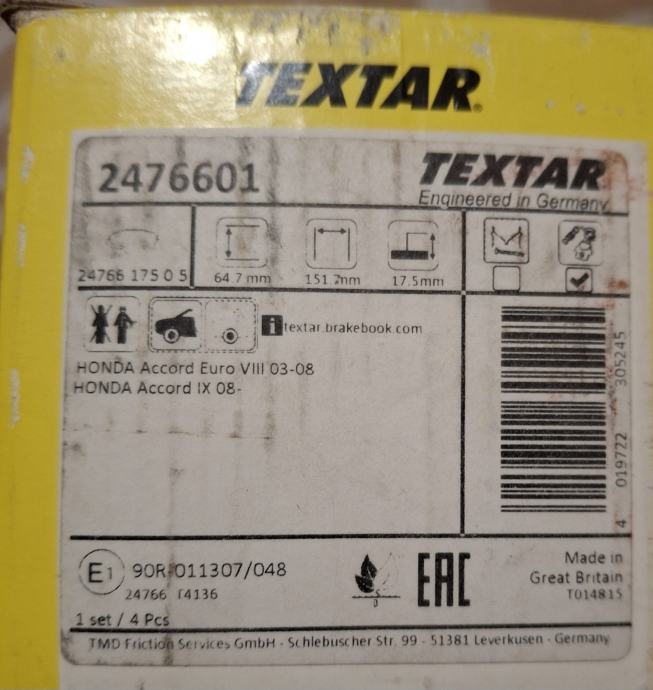 TEXTAR®
2476601
TEXTAR
Engineered in Germany
24766 175 0 5
64.7 mm
151.7mm
17.5mm
i textar.brakebook.com
HONDA Accord Euro VIII 03-08
HONDA Accord IX 08-
4 019722 305245
E1 90R-011307/048
24766 T4136
EAC
Made in
Great Britain
T014815
1 set / 4 Pcs
TMD Friction Services GmbH - Schlebuscher Str. 99 - 51381 Leverkusen - Germany